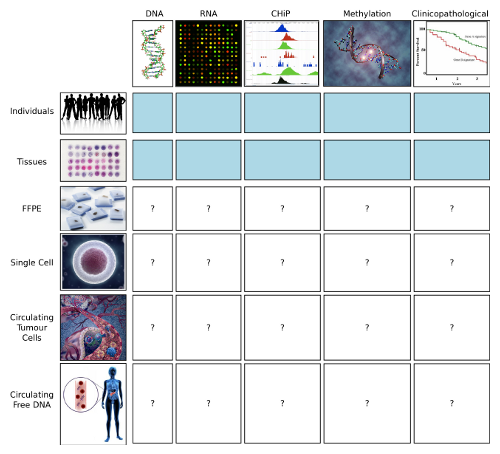 DNA RNA CHiP Methylation Clinicopathological
Individuals
Tissues
FFPE ? ? ? ? ?
Single Cell ? ? ? ? ?
Circulating
Tumour ? ? ? ? ?
Cells
Circulating ? ? ? ? ?
Free DNA